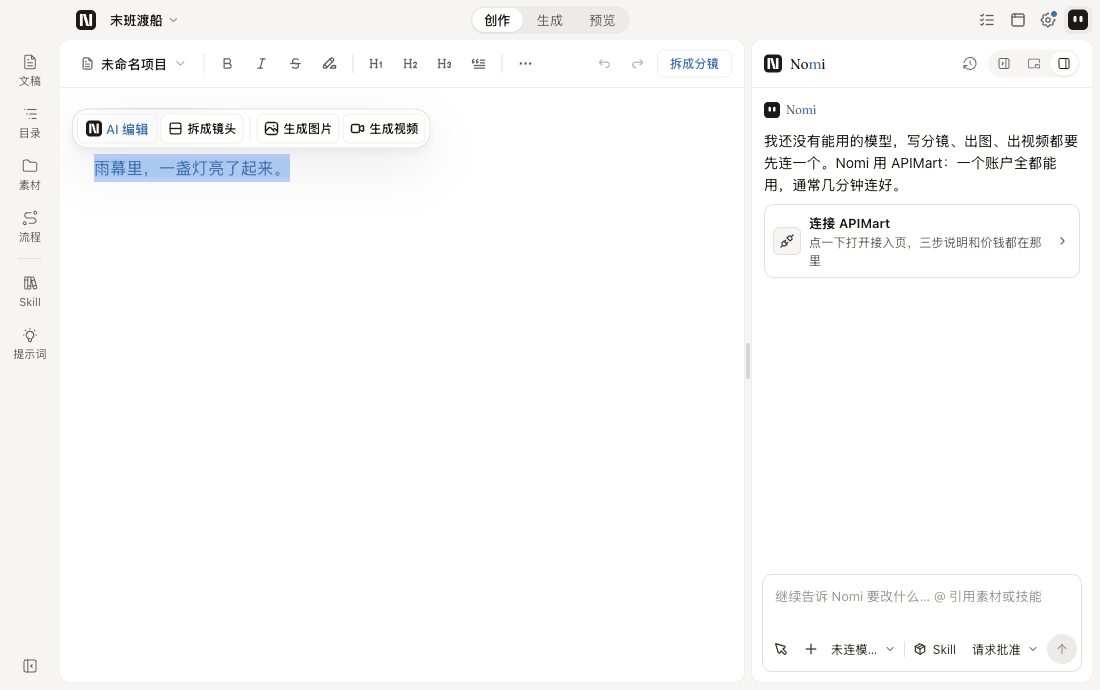 末班渡船
创作
生成
预览
文稿
目录
素材
流程
Skill
提示词
未命名项目
B
I
S
H1
H2
H3
拆成分镜
AI 编辑
拆成镜头
生成图片
生成视频
雨幕里，一盏灯亮了起来。
Nomi
Nomi
我还没有能用的模型，写分镜、出图、出视频都要
先连一个。Nomi 用 APIMart：一个账户全都能
用，通常几分钟连好。
连接 APIMart
点一下打开接入页，三步说明和价钱都在那
里
继续告诉 Nomi 要改什么... @ 引用素材或技能
未连模...
Skill
请求批准